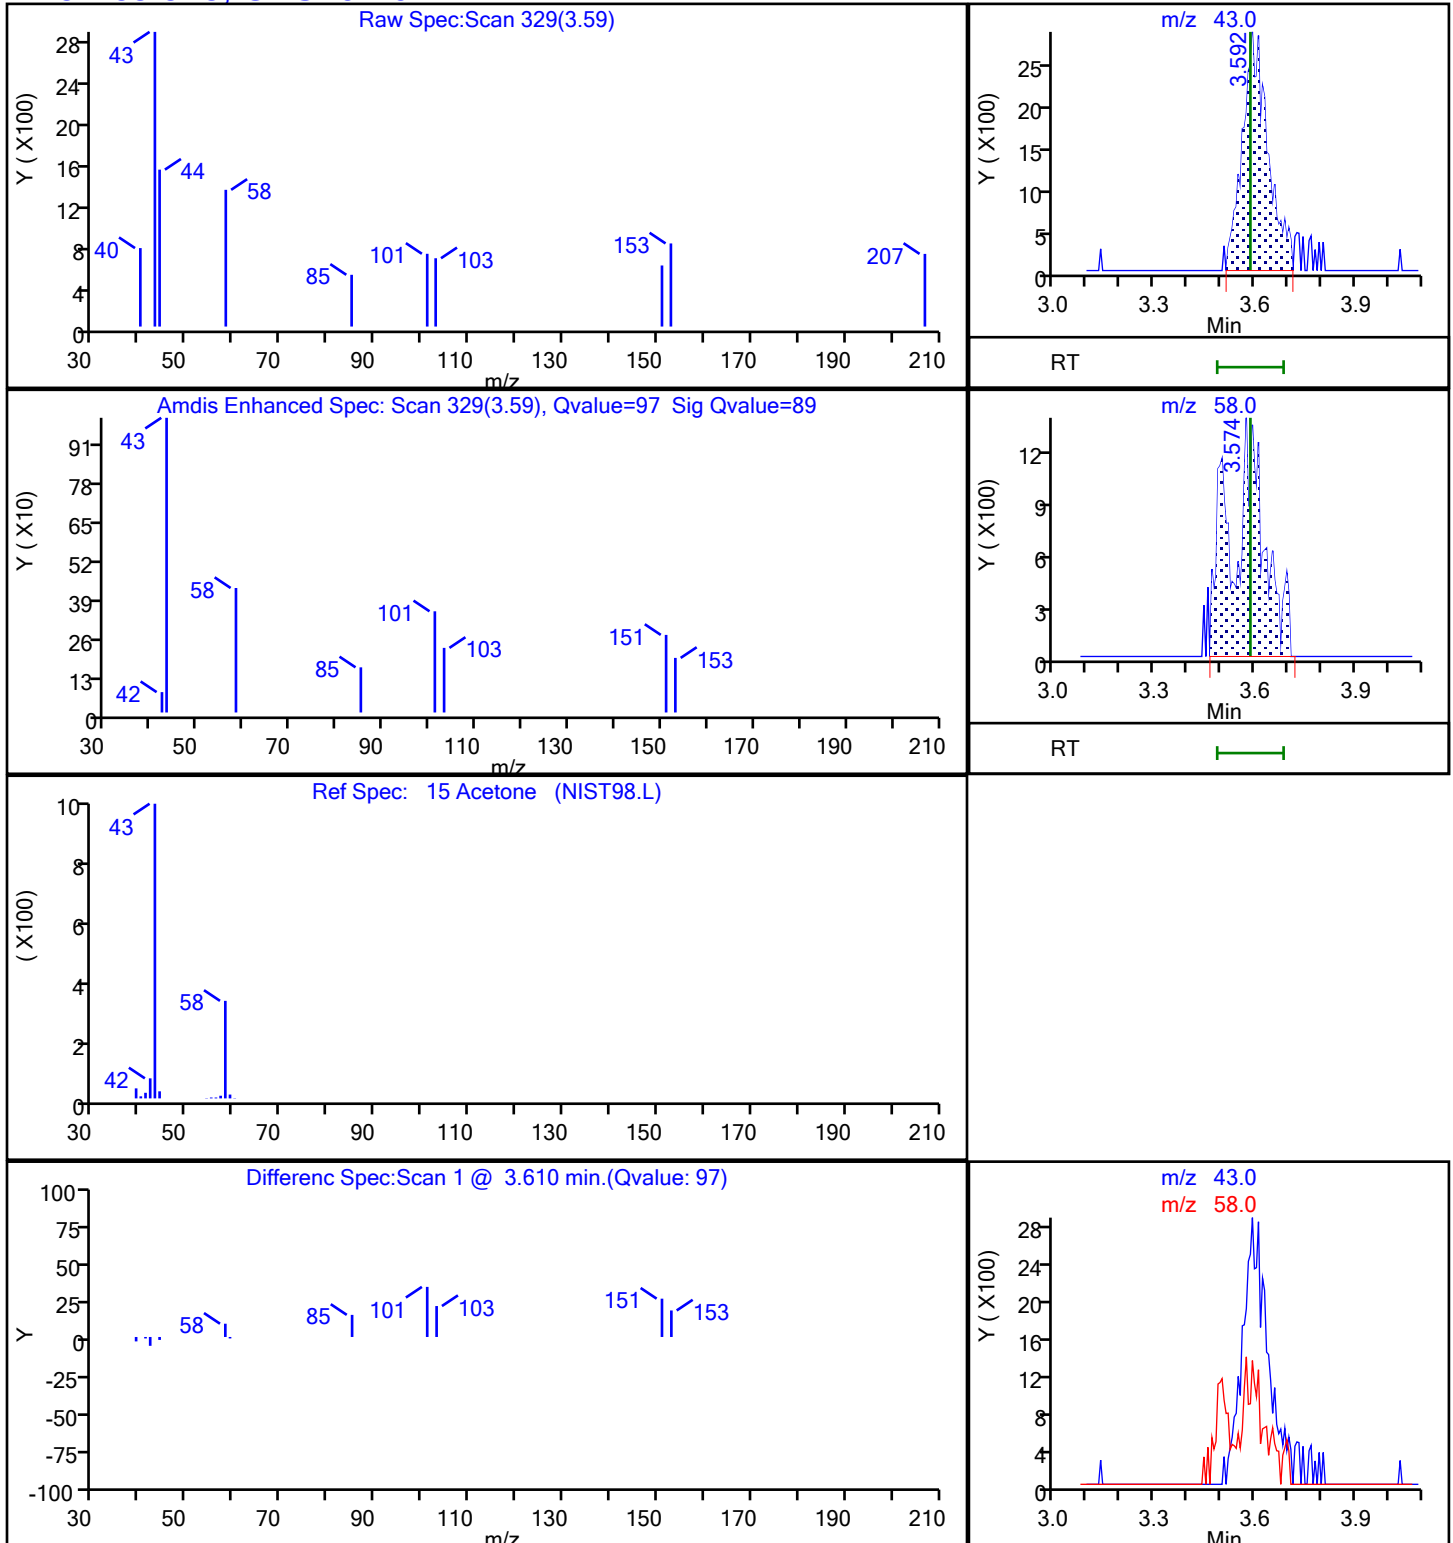 Raw Spec:Scan 329(3.59)
Y ( X100)
28
24
20
16
12
8
4
0
43
44
40
58
85
101
103
153
207
30 50 70 90 110 130 150 170 190 210
m/z
m/z 43.0
Y ( X100)
25
20
15
10
5
0
3.592
3.0 3.3 3.6 3.9
Min
RT
Amdis Enhanced Spec: Scan 329(3.59), Qvalue=97 Sig Qvalue=89
Y ( X10)
91
78
65
52
39
26
13
0
43
42
58
85
101
103
151
153
30 50 70 90 110 130 150 170 190 210
m/z
m/z 58.0
Y ( X100)
12
9
6
3
0
3.574
3.0 3.3 3.6 3.9
Min
RT
Ref Spec: 15 Acetone (NIST98.L)
( X100)
10
8
6
4
2
0
43
42
58
30 50 70 90 110 130 150 170 190 210
Differenc Spec:Scan 1 @ 3.610 min.(Qvalue: 97)
Y
100
75
50
25
0
-25
-50
-75
-100
58
85
101
103
151
153
30 50 70 90 110 130 150 170 190 210
m/z
m/z 43.0
m/z 58.0
Y ( X100)
28
24
20
16
12
8
4
0
3.0 3.3 3.6 3.9
Min